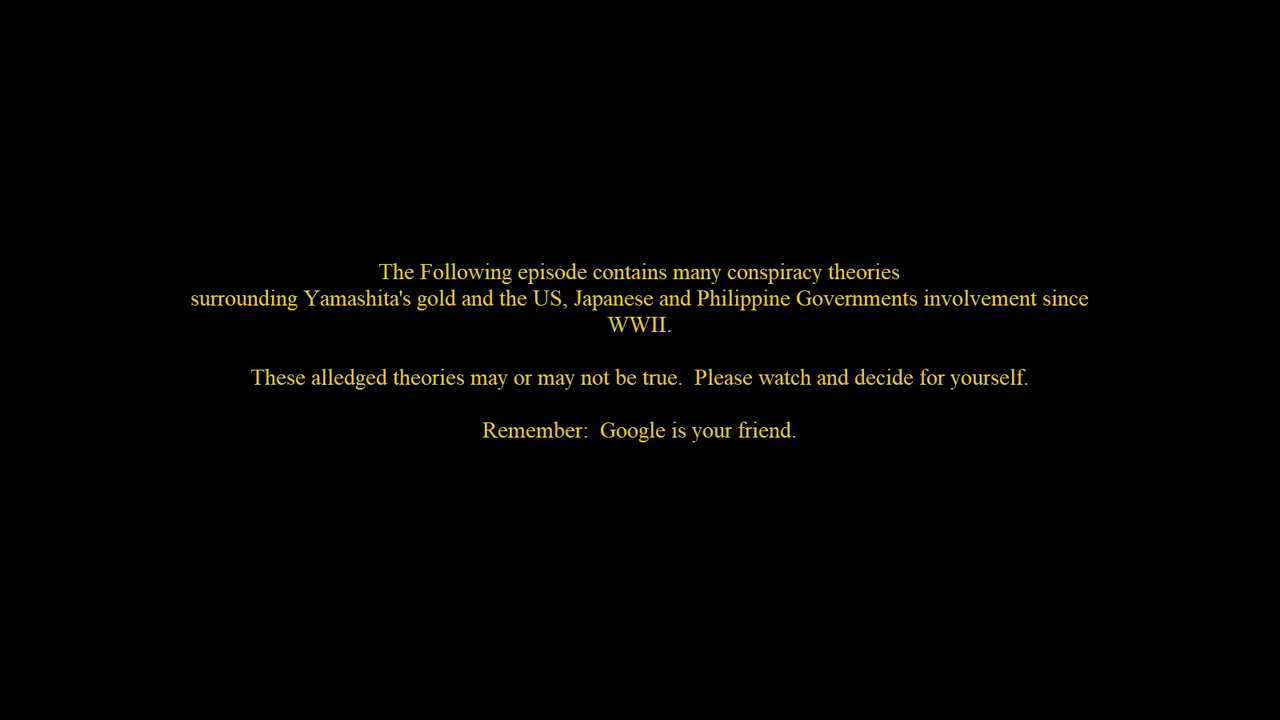 The Following episode contains many conspiracy theories
surrounding Yamashita's gold and the US, Japanese and Philippine Governments involvement since
WWII.
These alledged theories may or may not be true.  Please watch and decide for yourself.
Remember:  Google is your friend.